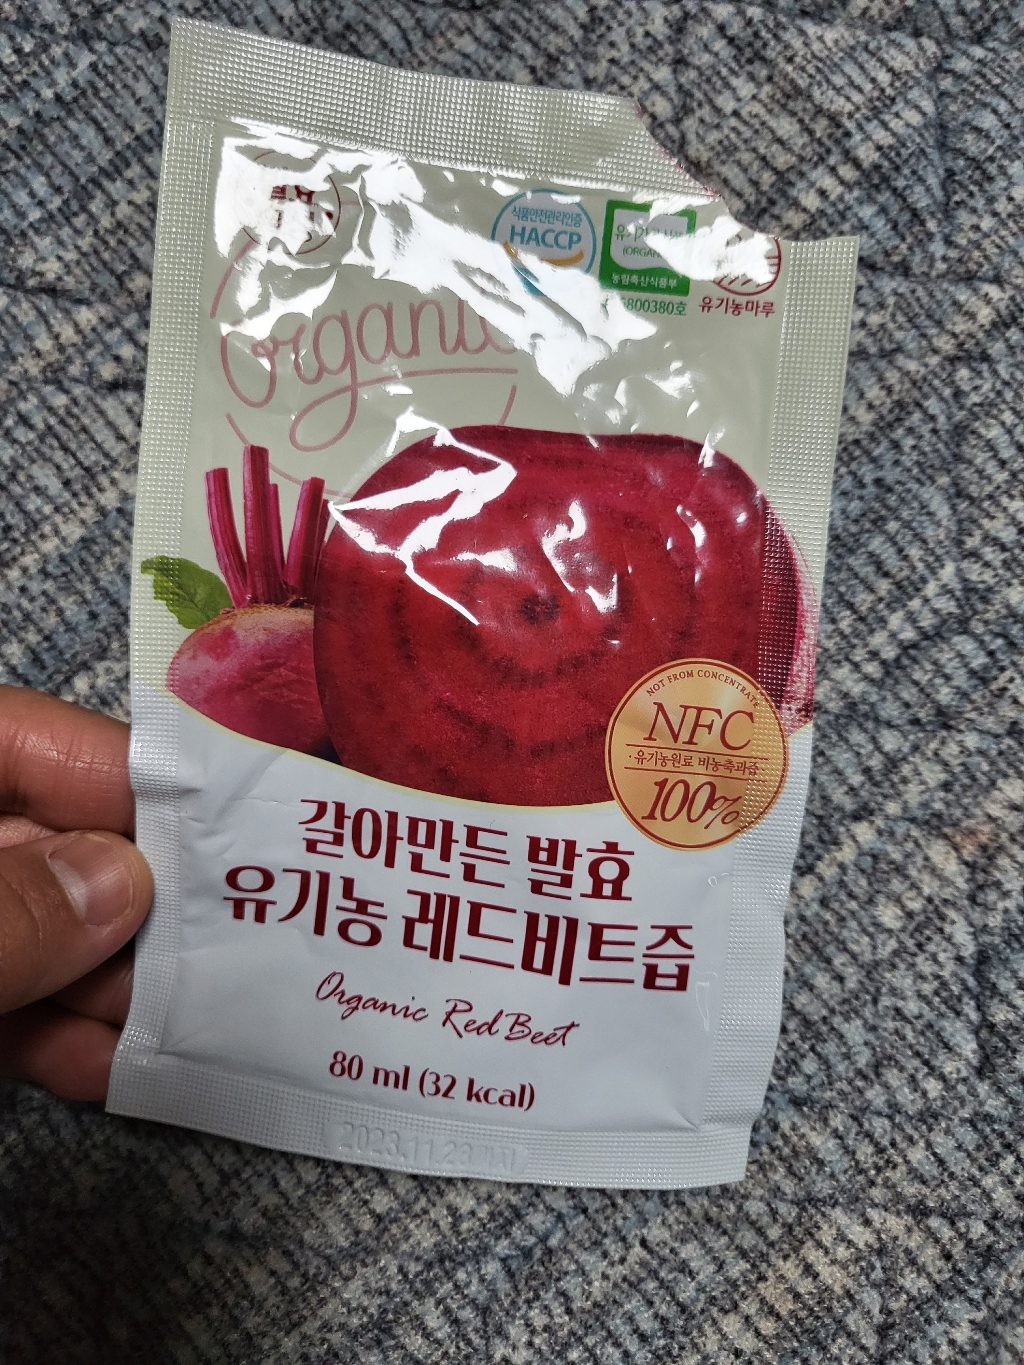 식품안전관리인증
HACCP
(ORGANIC)
농림축산식품부
6800380호
유기농마루
Organic
NOT FROM CONCENTRATE
NFC
·유기농원료 비농축과즙
100%
갈아만든 발효
유기농 레드비트즙
Organic Red Beet
80 ml (32 kcal)
2023.11.23 까지